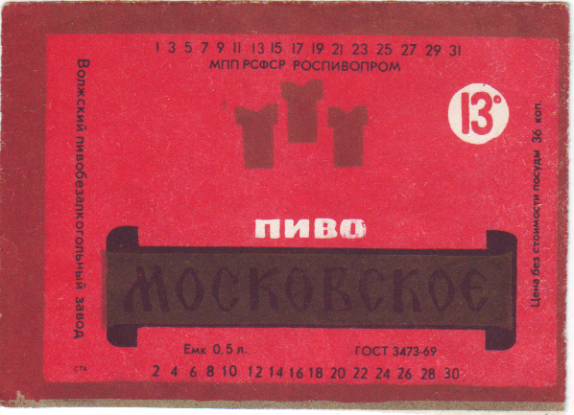 1 3 5 7 9 11 13 15 17 19 21 23 25 27 29 31
МПП РСФСР РОСПИВОПРОМ
13°
Волжский пивобезалкогольный завод
Цена без стоимости посуды 36 коп.
ПИВО
МОСКОВСКОЕ
Емк 0,5 л.
ГОСТ 3473-69
СТА
2 4 6 8 10 12 14 16 18 20 22 24 26 28 30